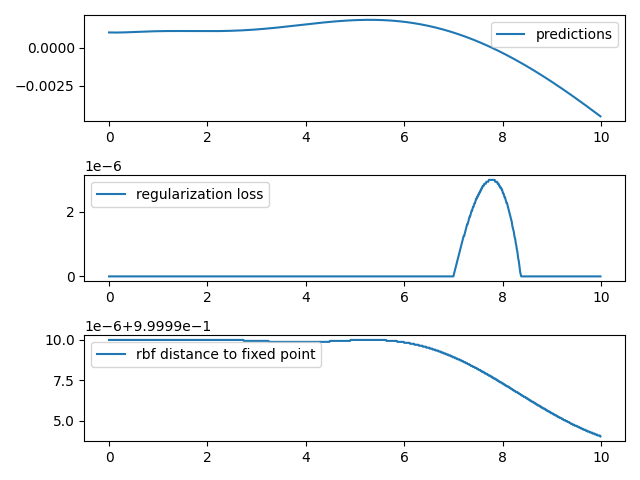 0.0000
−0.0025
predictions
0 2 4 6 8 10
1e−6
2
0
regularization loss
0 2 4 6 8 10
1e−6+9.9999e−1
10.0
7.5
5.0
rbf distance to fixed point
0 2 4 6 8 10